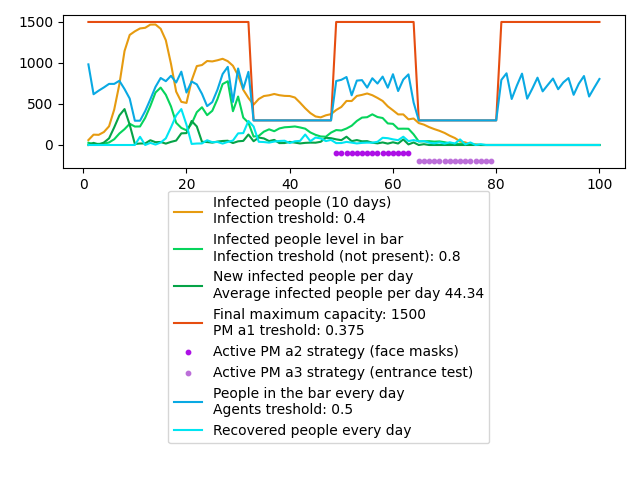 1500
1000
500
0
0
20
40
60
80
100
Infected people (10 days)
Infection treshold: 0.4
Infected people level in bar
Infection treshold (not present): 0.8
New infected people per day
Average infected people per day 44.34
Final maximum capacity: 1500
PM a1 treshold: 0.375
Active PM a2 strategy (face masks)
Active PM a3 strategy (entrance test)
People in the bar every day
Agents treshold: 0.5
Recovered people every day